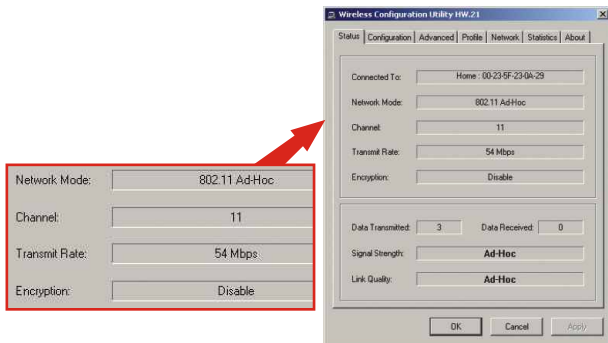 Wireless Configuration Utility HW.21
Status Configuration Advanced Profile Network Statistics About
Connected To: Home : 00-23-5F-23-0A-29
Network Mode: 802.11 Ad-Hoc
Channel: 11
Transmit Rate: 54 Mbps
Encryption: Disable
Data Transmitted: 3 Data Received: 0
Signal Strength: Ad-Hoc
Link Quality: Ad-Hoc
OK Cancel Apply
Network Mode: 802.11 Ad-Hoc
Channel: 11
Transmit Rate: 54 Mbps
Encryption: Disable